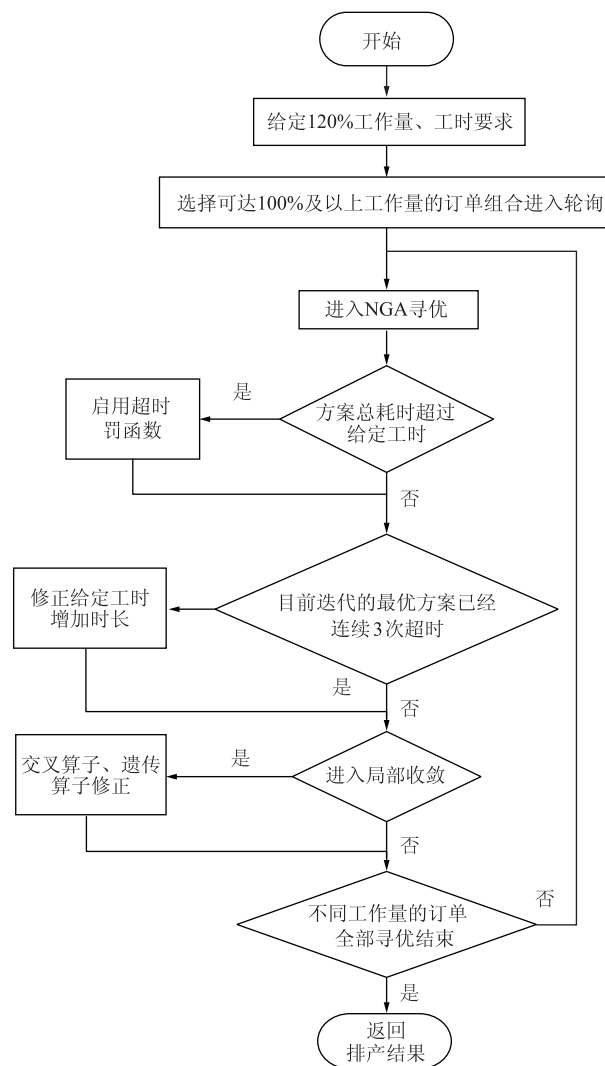 开始
给定120%工作量、工时要求
选择可达100%及以上工作量的订单组合进入轮询
进入NGA寻优
方案总耗时超过
给定工时
是
启用超时
罚函数
否
目前迭代的最优方案已经
连续3次超时
修正给定工时
增加时长
是
否
进入局部收敛
是
交叉算子、遗传
算子修正
否
不同工作量的订单
全部寻优结束
否
是
返回
排产结果